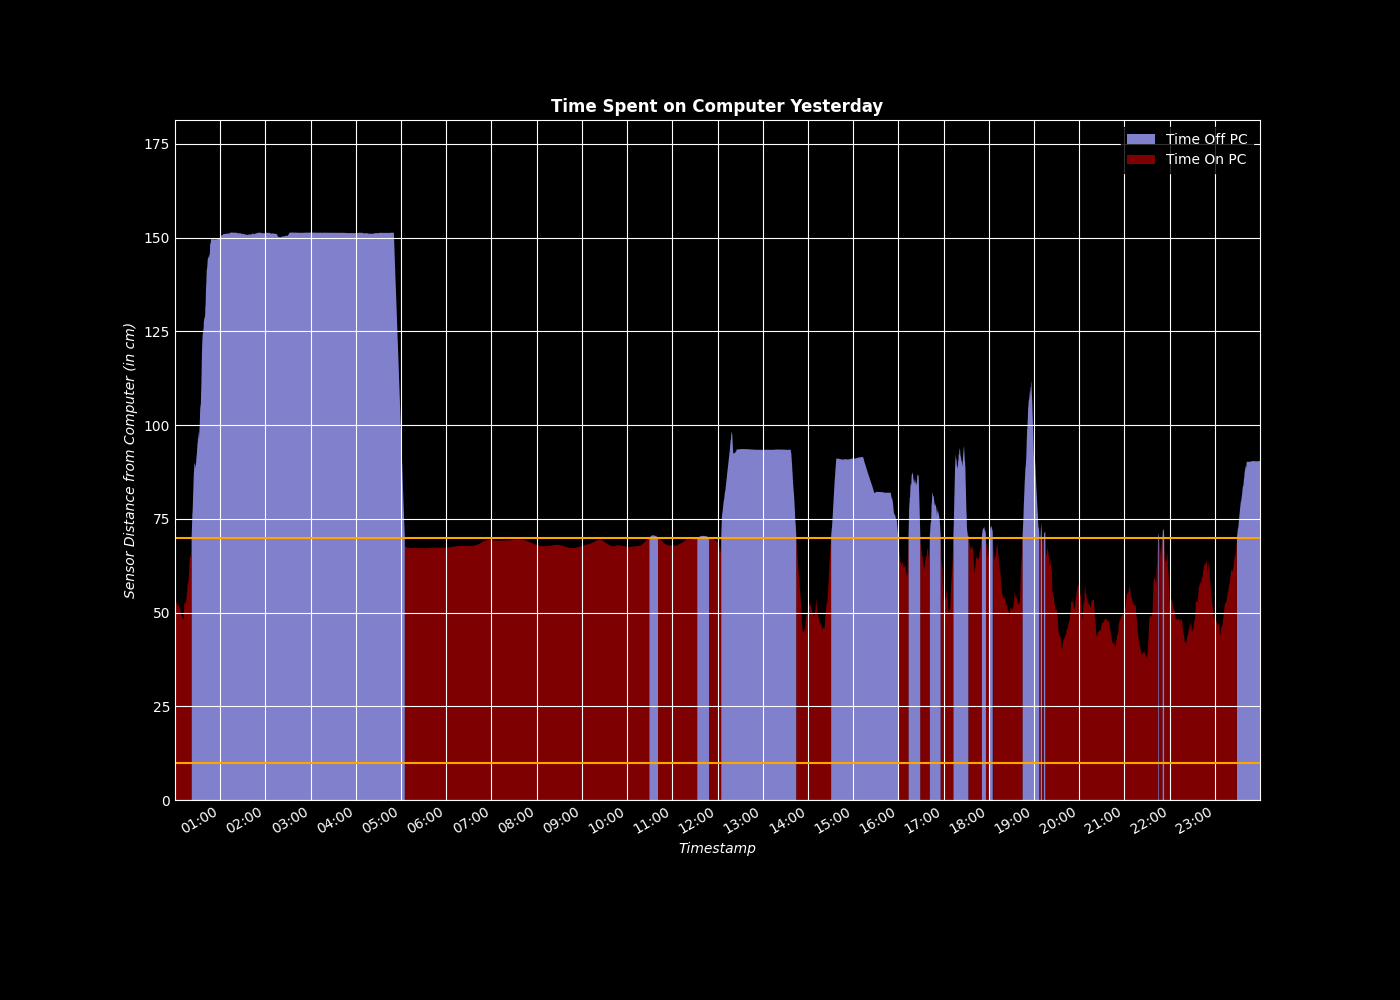 Time Spent on Computer Yesterday
Time Off PC
Time On PC
Sensor Distance from Computer (in cm)
175
150
125
100
75
50
25
0
01:00 02:00 03:00 04:00 05:00 06:00 07:00 08:00 09:00 10:00 11:00 12:00 13:00 14:00 15:00 16:00 17:00 18:00 19:00 20:00 21:00 22:00 23:00
Timestamp